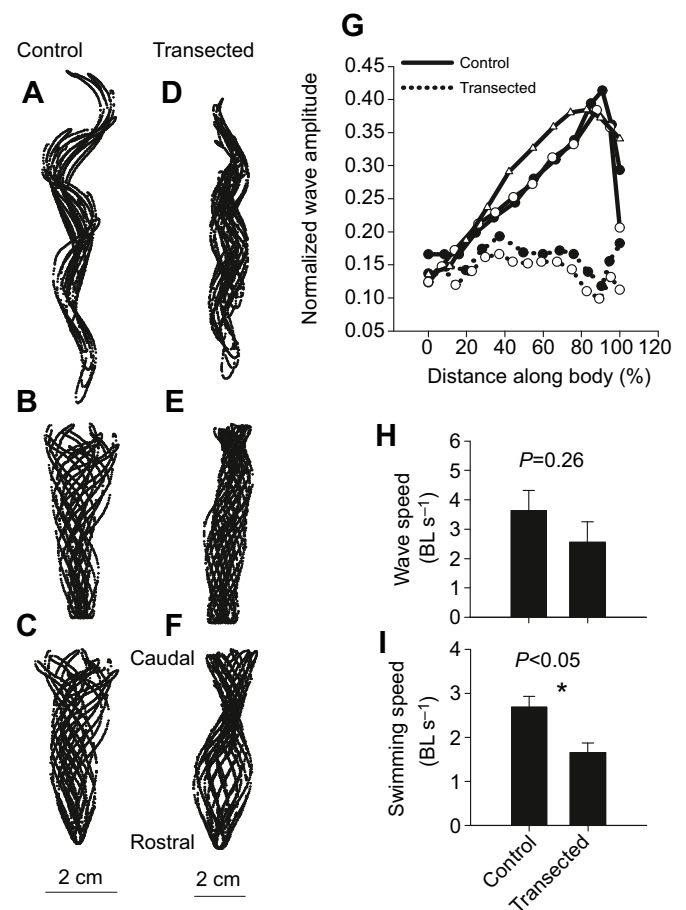 Control
Transected
A
D
B
E
C
F
Caudal
Rostral
2 cm
2 cm
G
Control
Transected
Normalized wave amplitude
0.45
0.40
0.35
0.30
0.25
0.20
0.15
0.10
0.05
0 20 40 60 80 100 120
Distance along body (%)
H
Wave speed
(BL s–1)
6
5
4
3
2
1
0
P=0.26
I
Swimming speed
(BL s–1)
4
3
2
1
0
P<0.05
*
Control
Transected